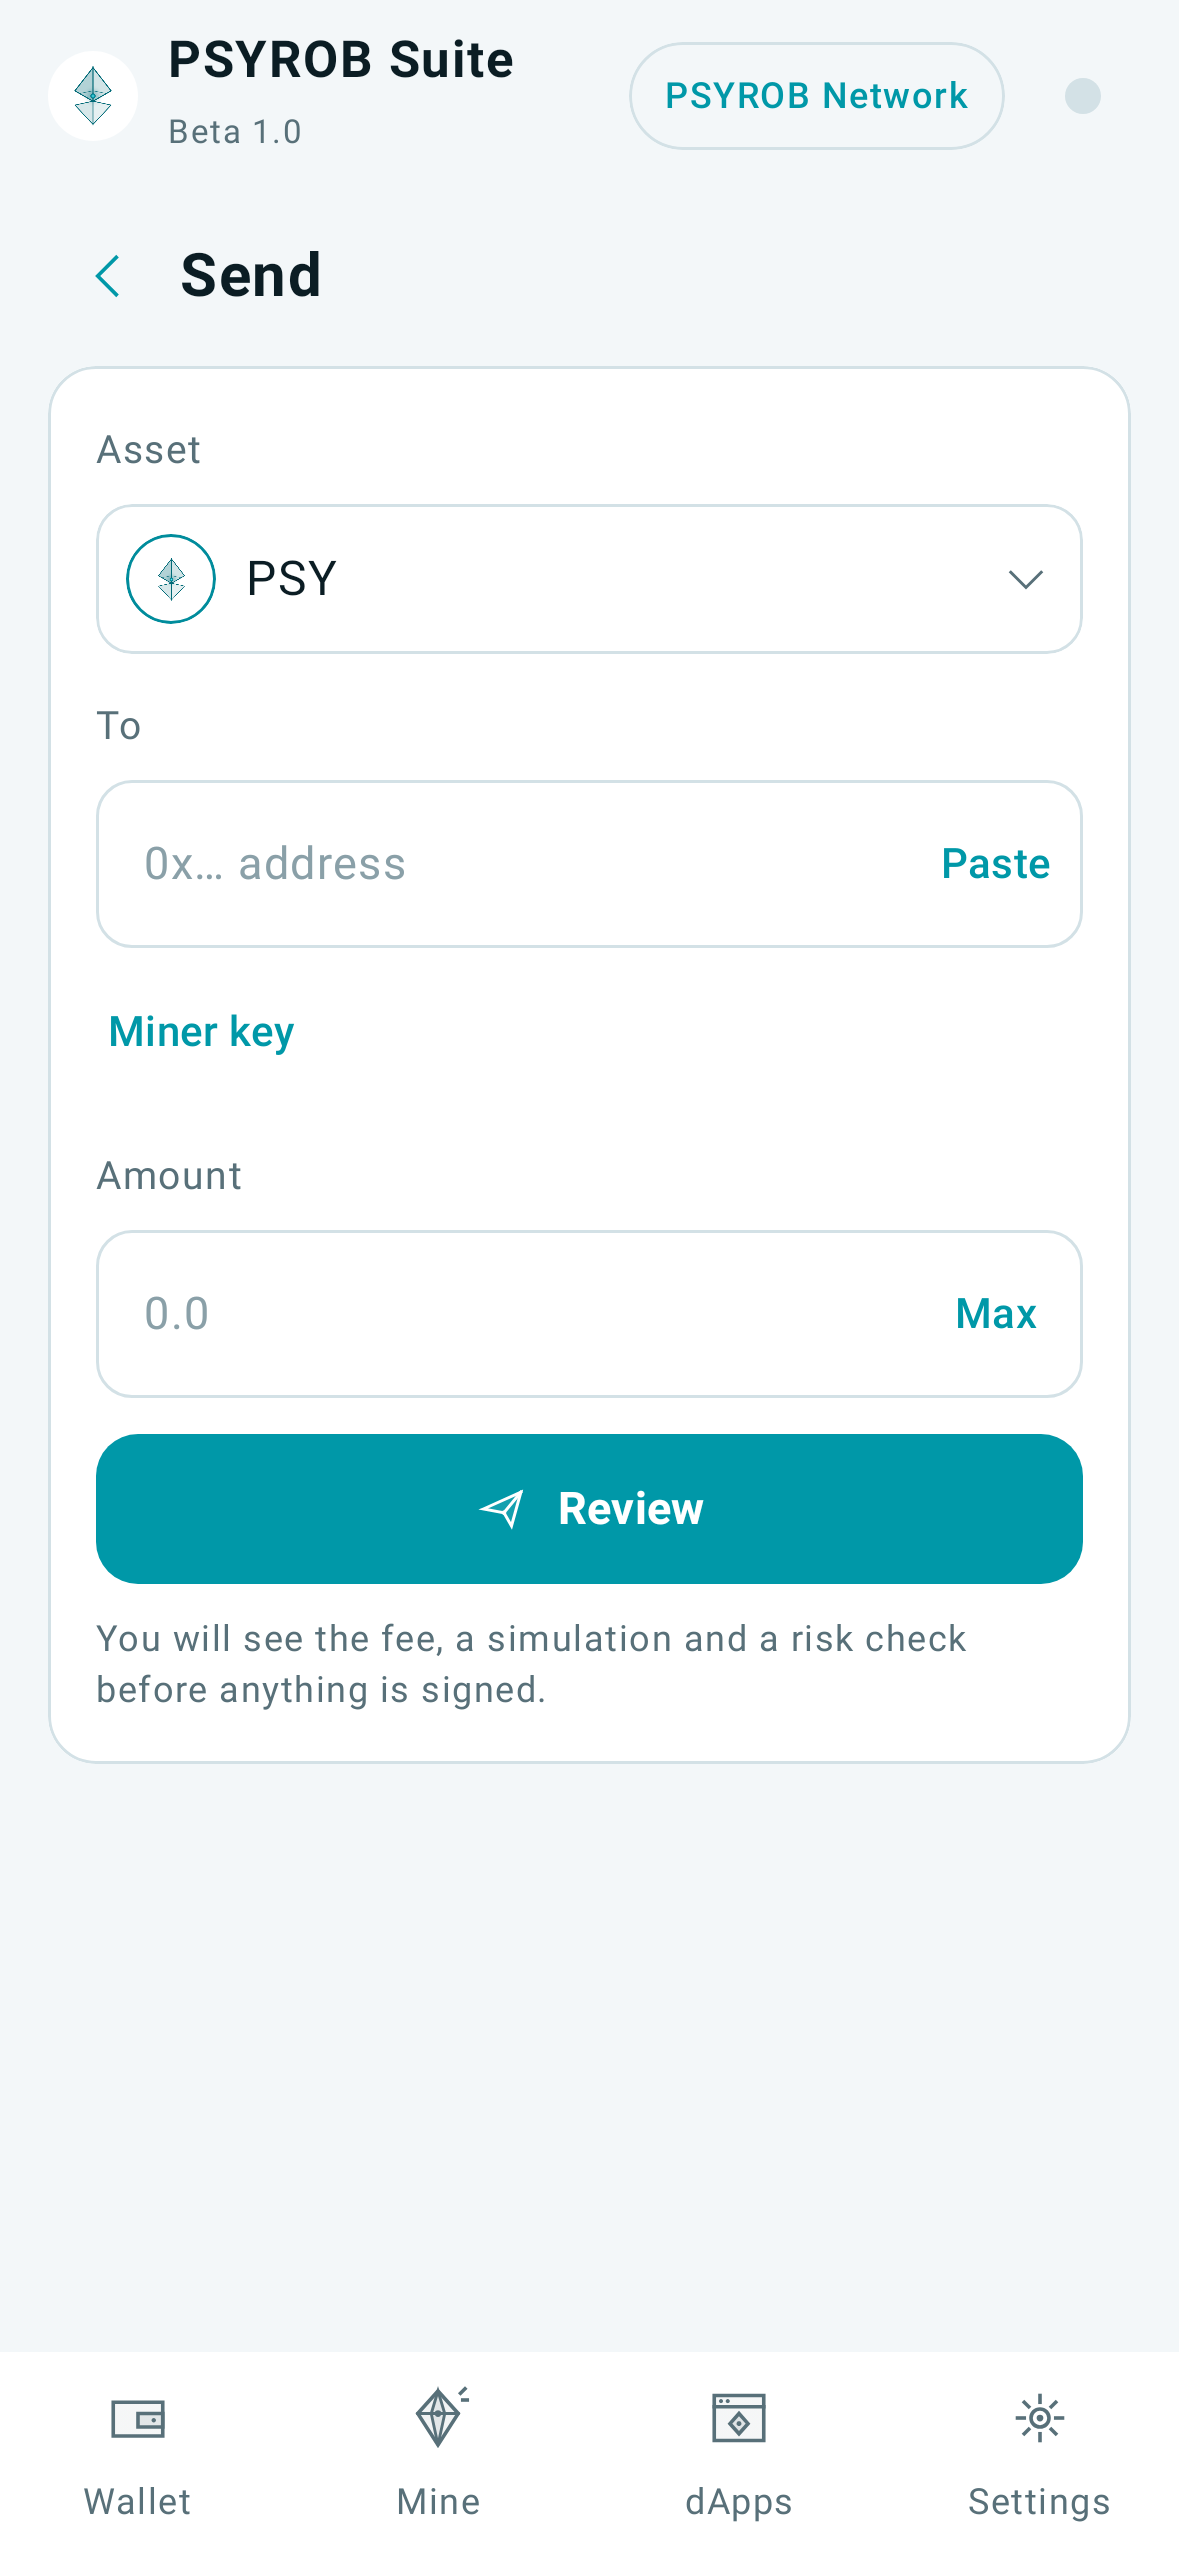 PSYROB Suite
Beta 1.0
PSYROB Network
Send
Asset
PSY
To
0x... address
Paste
Miner key
Amount
0.0
Max
Review
You will see the fee, a simulation and a risk check
before anything is signed.
Wallet
Mine
dApps
Settings